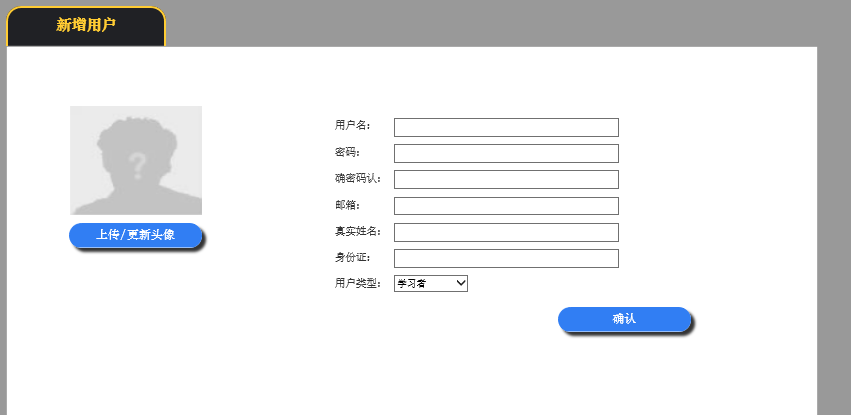 新增用户
上传/更新头像
用户名:
密码:
确密码认:
邮箱:
真实姓名:
身份证:
用户类型: 学习者
确认